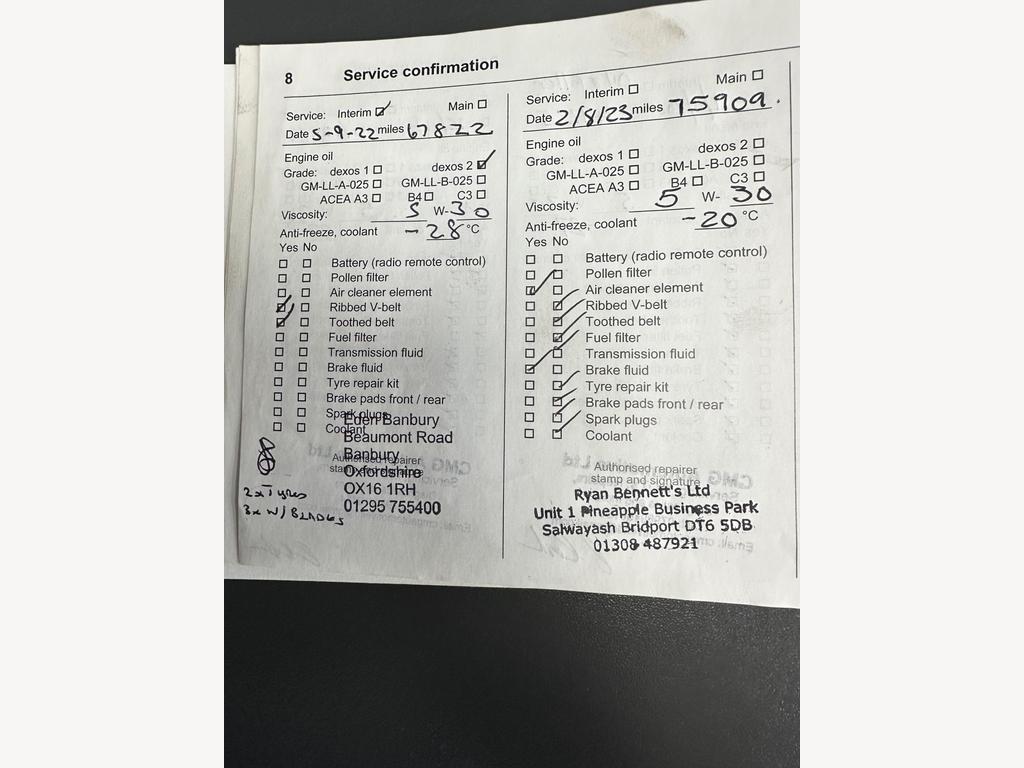 8 Service confirmation
Service: Interim Main
Date 5-9-22 miles 67822
Engine oil
Grade: dexos 1 dexos 2
GM-LL-A-025 GM-LL-B-025
ACEA A3 B4 C3
Viscosity: 5 W-30
Anti-freeze, coolant -28 °C
Yes No
Battery (radio remote control)
Pollen filter
Air cleaner element
Ribbed V-belt
Toothed belt
Fuel filter
Transmission fluid
Brake fluid
Tyre repair kit
Brake pads front / rear
Spark plugs
Coolant
Authorised repairer
Eden Banbury
Beaumont Road
Banbury
Oxfordshire
OX16 1RH
01295 755400
2x Tyres
3x W/BLADES
Service: Interim Main
Date 2/8/23 miles 75909.
Engine oil
Grade: dexos 1 dexos 2
GM-LL-A-025 GM-LL-B-025
ACEA A3 B4 C3
Viscosity: 5 W- 30
Anti-freeze, coolant -20 °C
Yes No
Battery (radio remote control)
Pollen filter
Air cleaner element
Ribbed V-belt
Toothed belt
Fuel filter
Transmission fluid
Brake fluid
Tyre repair kit
Brake pads front / rear
Spark plugs
Coolant
Authorised repairer
stamp and signature
Ryan Bennett's Ltd
Unit 1 Pineapple Business Park
Salwayash Bridport DT6 5DB
01308 487921